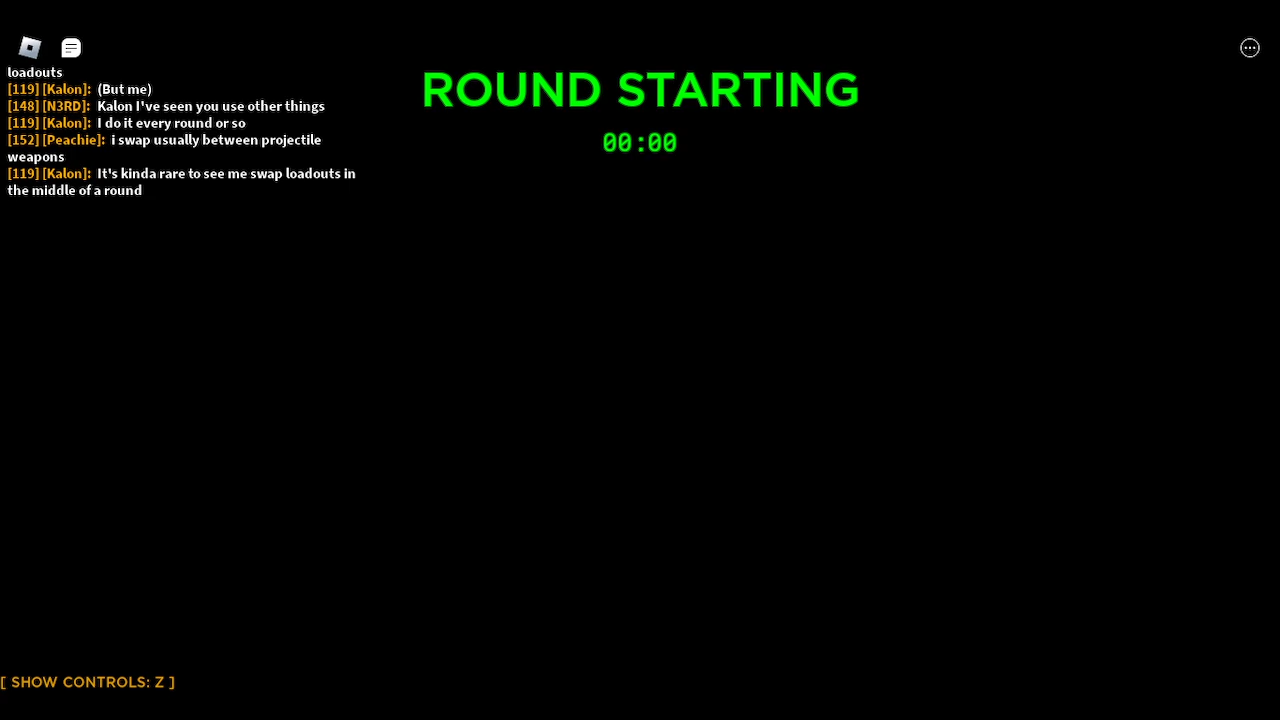 loadouts
[119] [Kalon]: (But me)
[148] [N3RD]: Kalon I've seen you use other things
[119] [Kalon]: I do it every round or so
[152] [Peachie]: i swap usually between projectile
weapons
[119] [Kalon]: It's kinda rare to see me swap loadouts in
the middle of a round
ROUND STARTING
00:00
[ SHOW CONTROLS: Z ]